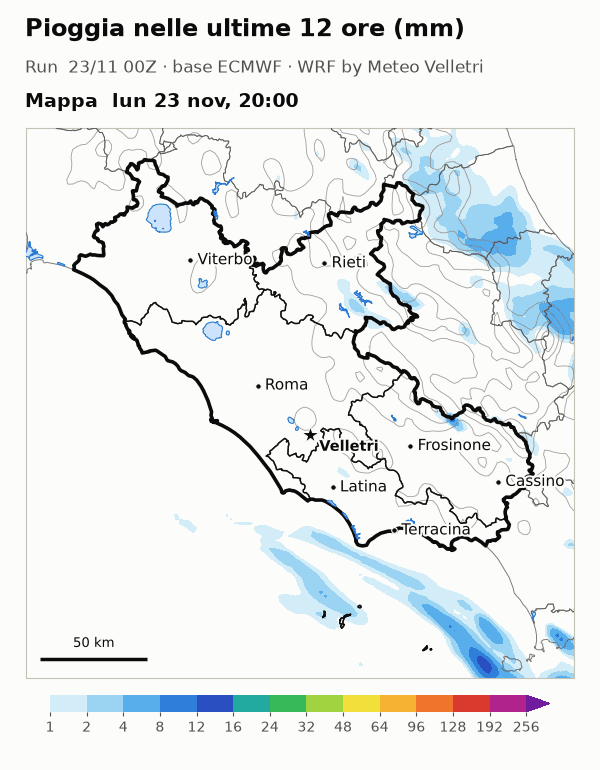 Pioggia nelle ultime 12 ore (mm)
Run  23/11 00Z · base ECMWF · WRF by Meteo Velletri
Mappa  lun 23 nov, 20:00
Viterbo
Rieti
Roma
Velletri
Frosinone
Latina
Cassino
Terracina
50 km
1 2 4 8 12 16 24 32 48 64 96 128 192 256